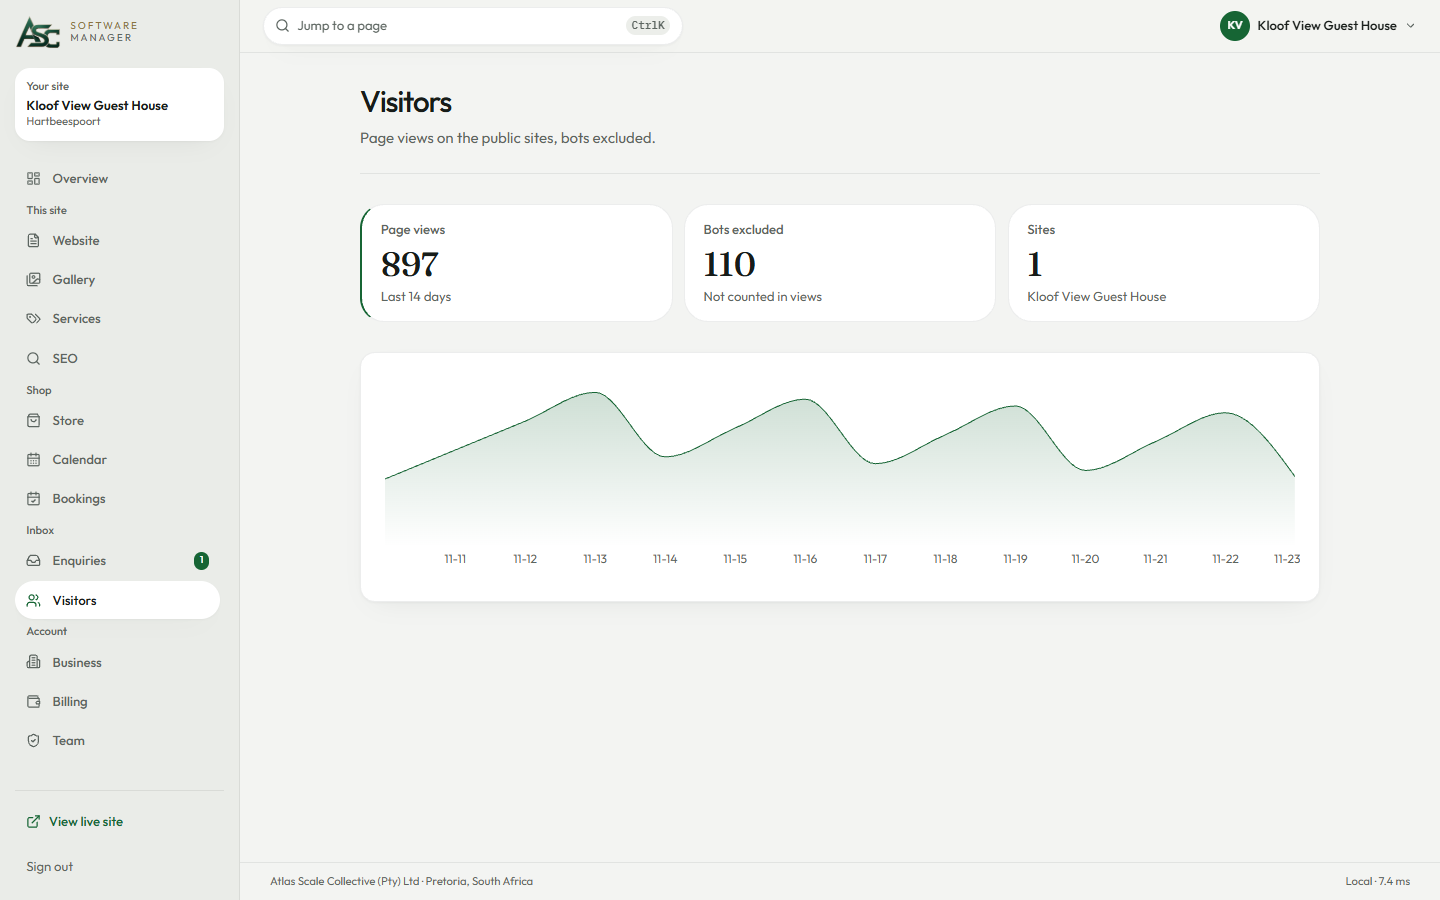 ASC SOFTWARE
MANAGER
Your site
Kloof View Guest House
Hartbeespoort
Overview
This site
Website
Gallery
Services
SEO
Shop
Store
Calendar
Bookings
Inbox
Enquiries 1
Visitors
Account
Business
Billing
Team
View live site
Sign out
Jump to a page CtrlK
KV Kloof View Guest House
Visitors
Page views on the public sites, bots excluded.
Page views
897
Last 14 days
Bots excluded
110
Not counted in views
Sites
1
Kloof View Guest House
11-11 11-12 11-13 11-14 11-15 11-16 11-17 11-18 11-19 11-20 11-21 11-22 11-23
Atlas Scale Collective (Pty) Ltd · Pretoria, South Africa
Local · 7.4 ms